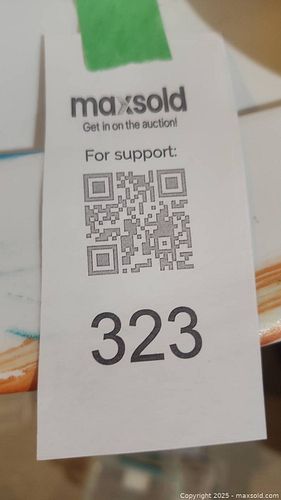 maxsold
Get in on the auction!
For support:
323
Copyright 2025 - maxsold.com